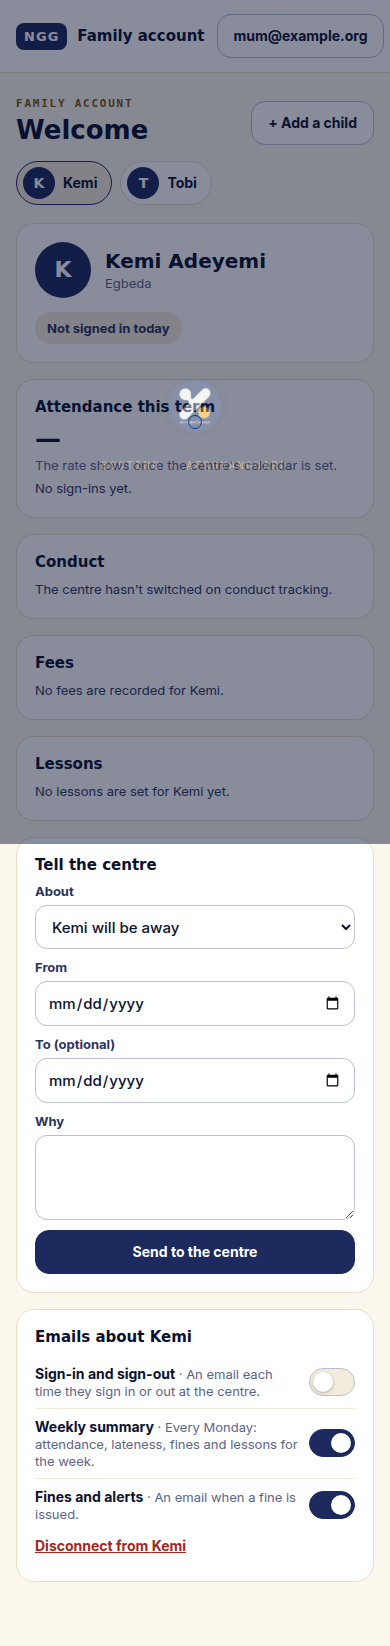 NGG Family account mum@example.org
FAMILY ACCOUNT
Welcome
+ Add a child
K Kemi T Tobi
K
Kemi Adeyemi
Egbeda
Not signed in today
Attendance this term
—
The rate shows once the centre's calendar is set.
No sign-ins yet.
Conduct
The centre hasn't switched on conduct tracking.
Fees
No fees are recorded for Kemi.
Lessons
No lessons are set for Kemi yet.
Tell the centre
About
Kemi will be away
From
mm/dd/yyyy
To (optional)
mm/dd/yyyy
Why
Send to the centre
Emails about Kemi
Sign-in and sign-out · An email each
time they sign in or out at the centre.
Weekly summary · Every Monday:
attendance, lateness, fines and lessons for
the week.
Fines and alerts · An email when a fine is
issued.
Disconnect from Kemi